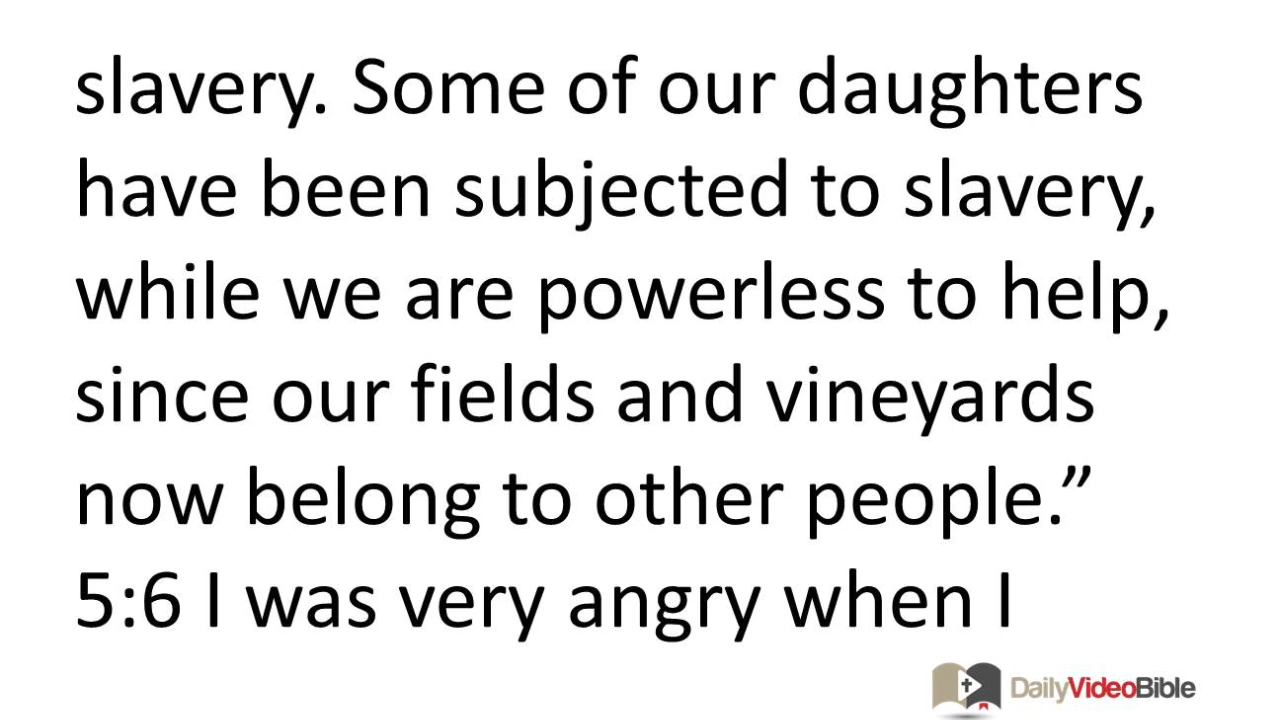 slavery. Some of our daughters
have been subjected to slavery,
while we are powerless to help,
since our fields and vineyards
now belong to other people.”
5:6 I was very angry when I
DailyVideoBible